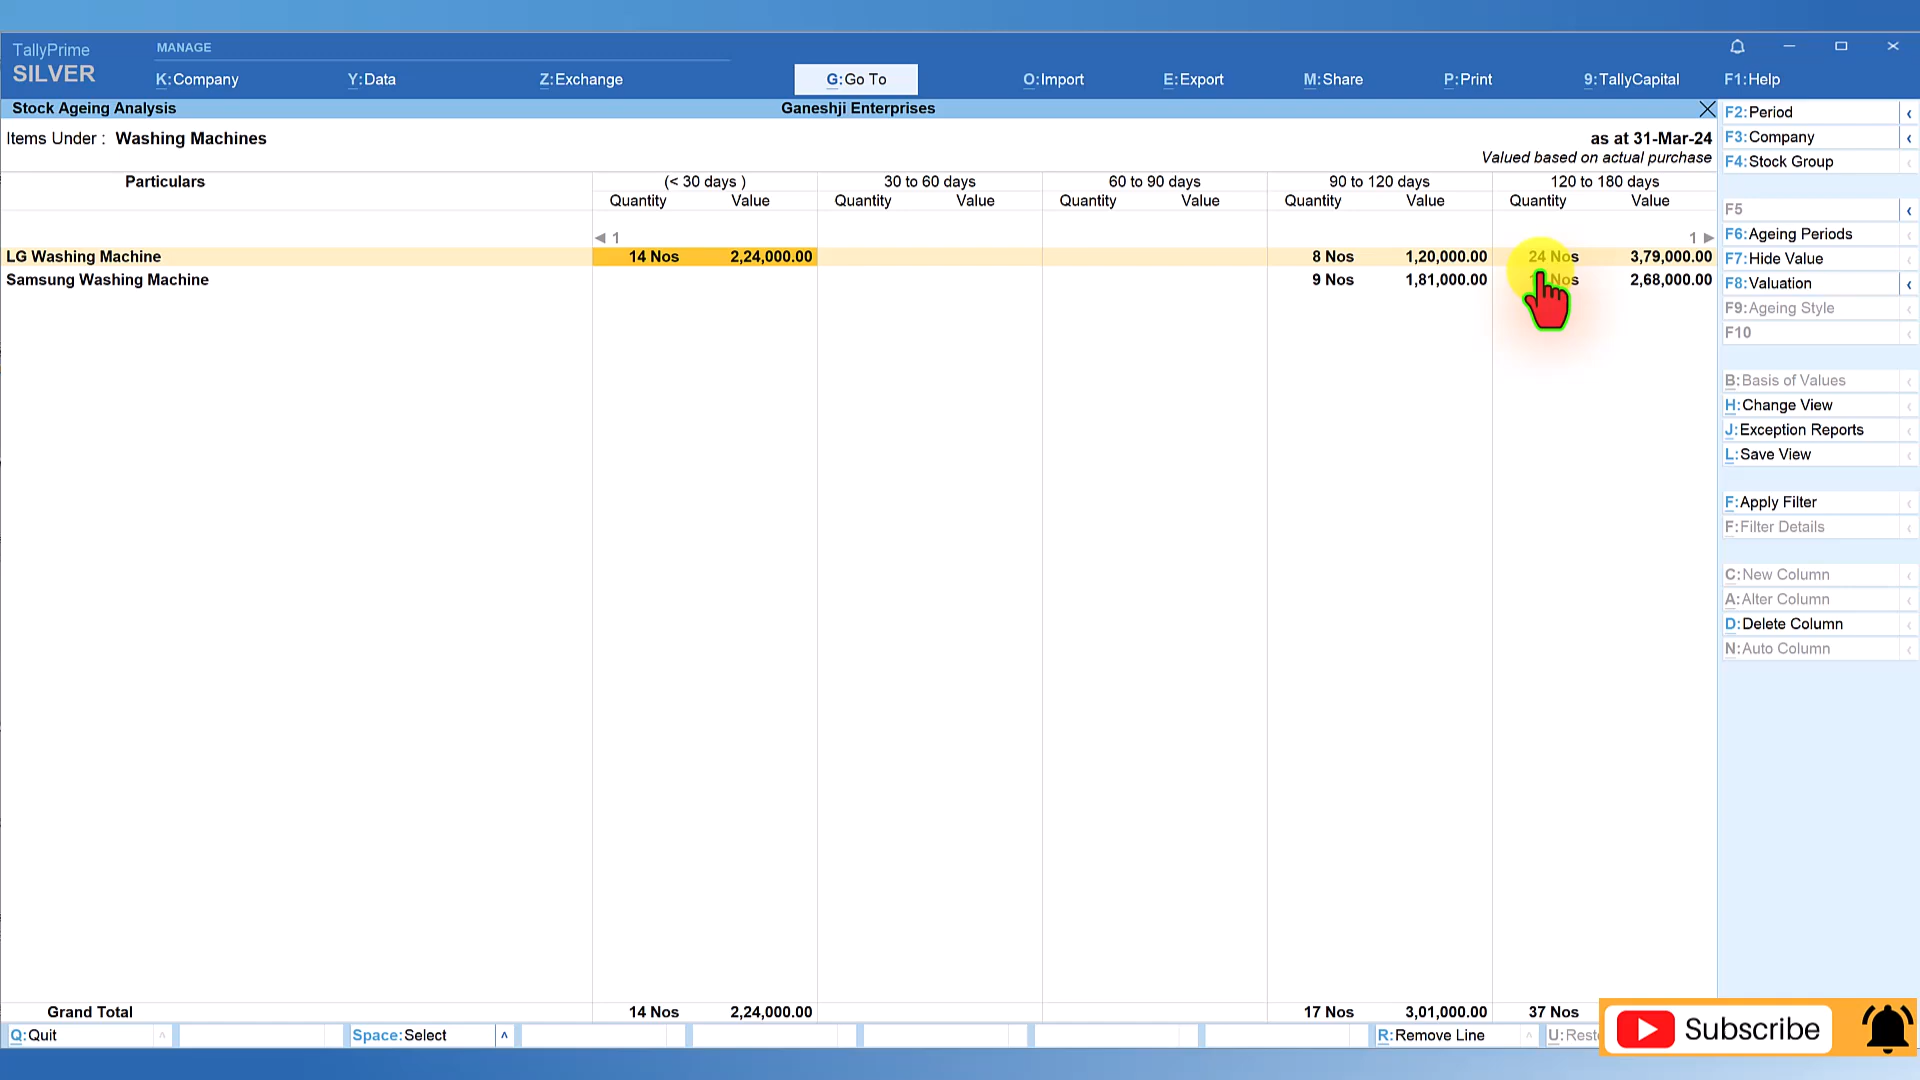 TallyPrime
SILVER
MANAGE
K:Company Y:Data Z:Exchange G:Go To O:Import E:Export M:Share P:Print 9:TallyCapital F1:Help
Stock Ageing Analysis Ganeshji Enterprises
Items Under : Washing Machines as at 31-Mar-24
Valued based on actual purchase
Particulars (< 30 days ) 30 to 60 days 60 to 90 days 90 to 120 days 120 to 180 days
Quantity Value Quantity Value Quantity Value Quantity Value Quantity Value
◀ 1 1 ▶
LG Washing Machine 14 Nos 2,24,000.00 8 Nos 1,20,000.00 24 Nos 3,79,000.00
Samsung Washing Machine 9 Nos 1,81,000.00 Nos 2,68,000.00
Grand Total 14 Nos 2,24,000.00 17 Nos 3,01,000.00 37 Nos
F2:Period
F3:Company
F4:Stock Group
F5
F6:Ageing Periods
F7:Hide Value
F8:Valuation
F9:Ageing Style
F10
B:Basis of Values
H:Change View
J:Exception Reports
L:Save View
F:Apply Filter
F:Filter Details
C:New Column
A:Alter Column
D:Delete Column
N:Auto Column
Q:Quit Space:Select R:Remove Line
Subscribe